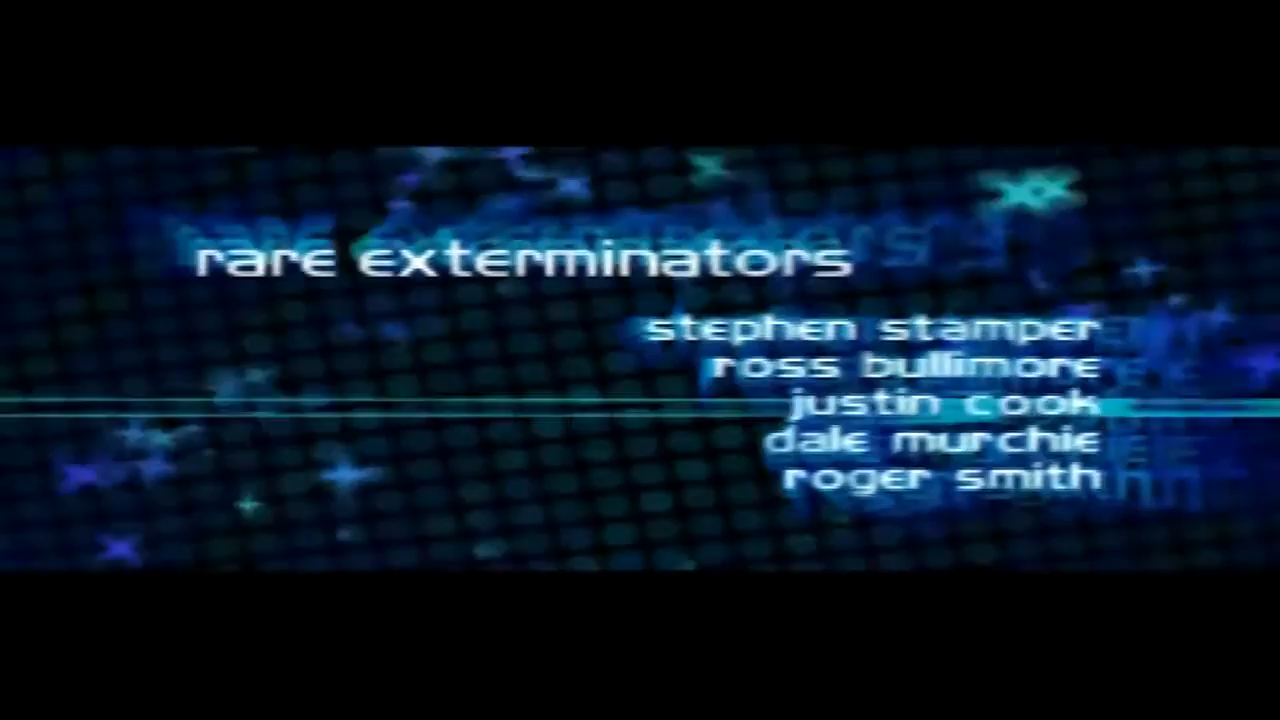 rare exterminators
stephen stamper
ross bullimore
justin cook
dale murchie
roger smith